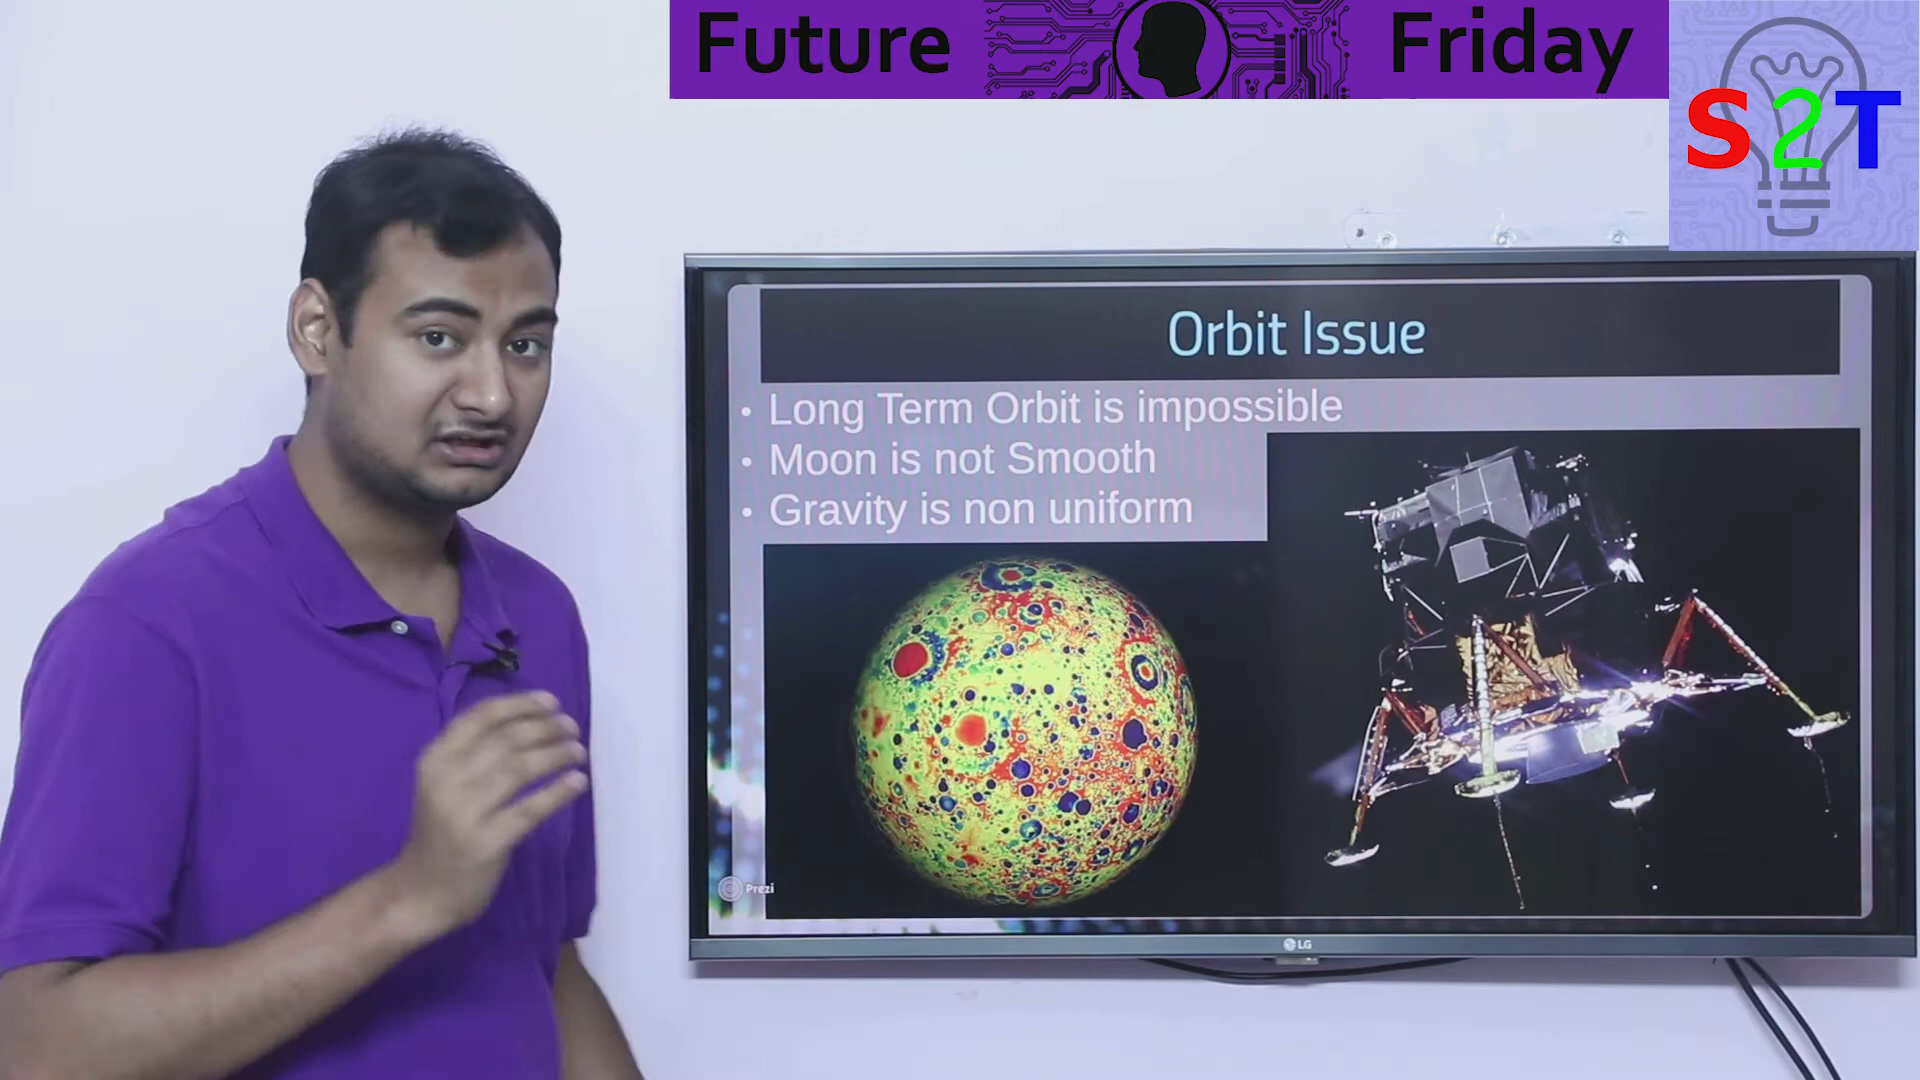 Future Friday
S2T
Orbit Issue
• Long Term Orbit is impossible
• Moon is not Smooth
• Gravity is non uniform
Prezi
LG